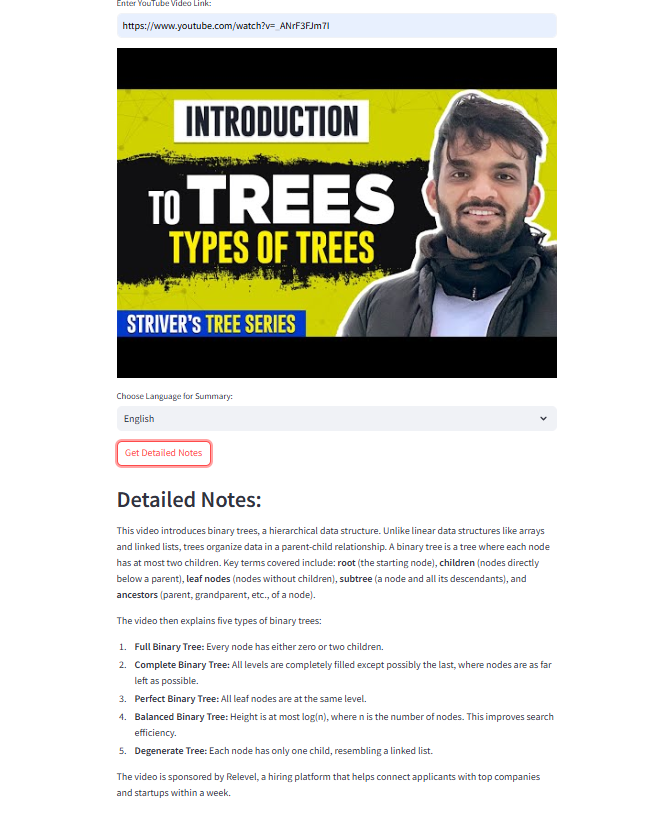 Enter YouTube Video Link:
https://www.youtube.com/watch?v=_ANrF3FJm7I
INTRODUCTION
TO TREES
TYPES OF TREES
STRIVER'S TREE SERIES
Choose Language for Summary:
English
Get Detailed Notes
Detailed Notes:
This video introduces binary trees, a hierarchical data structure. Unlike linear data structures like arrays
and linked lists, trees organize data in a parent-child relationship. A binary tree is a tree where each node
has at most two children. Key terms covered include: root (the starting node), children (nodes directly
below a parent), leaf nodes (nodes without children), subtree (a node and all its descendants), and
ancestors (parent, grandparent, etc., of a node).
The video then explains five types of binary trees:
1. Full Binary Tree: Every node has either zero or two children.
2. Complete Binary Tree: All levels are completely filled except possibly the last, where nodes are as far
left as possible.
3. Perfect Binary Tree: All leaf nodes are at the same level.
4. Balanced Binary Tree: Height is at most log(n), where n is the number of nodes. This improves search
efficiency.
5. Degenerate Tree: Each node has only one child, resembling a linked list.
The video is sponsored by Relevel, a hiring platform that helps connect applicants with top companies
and startups within a week.